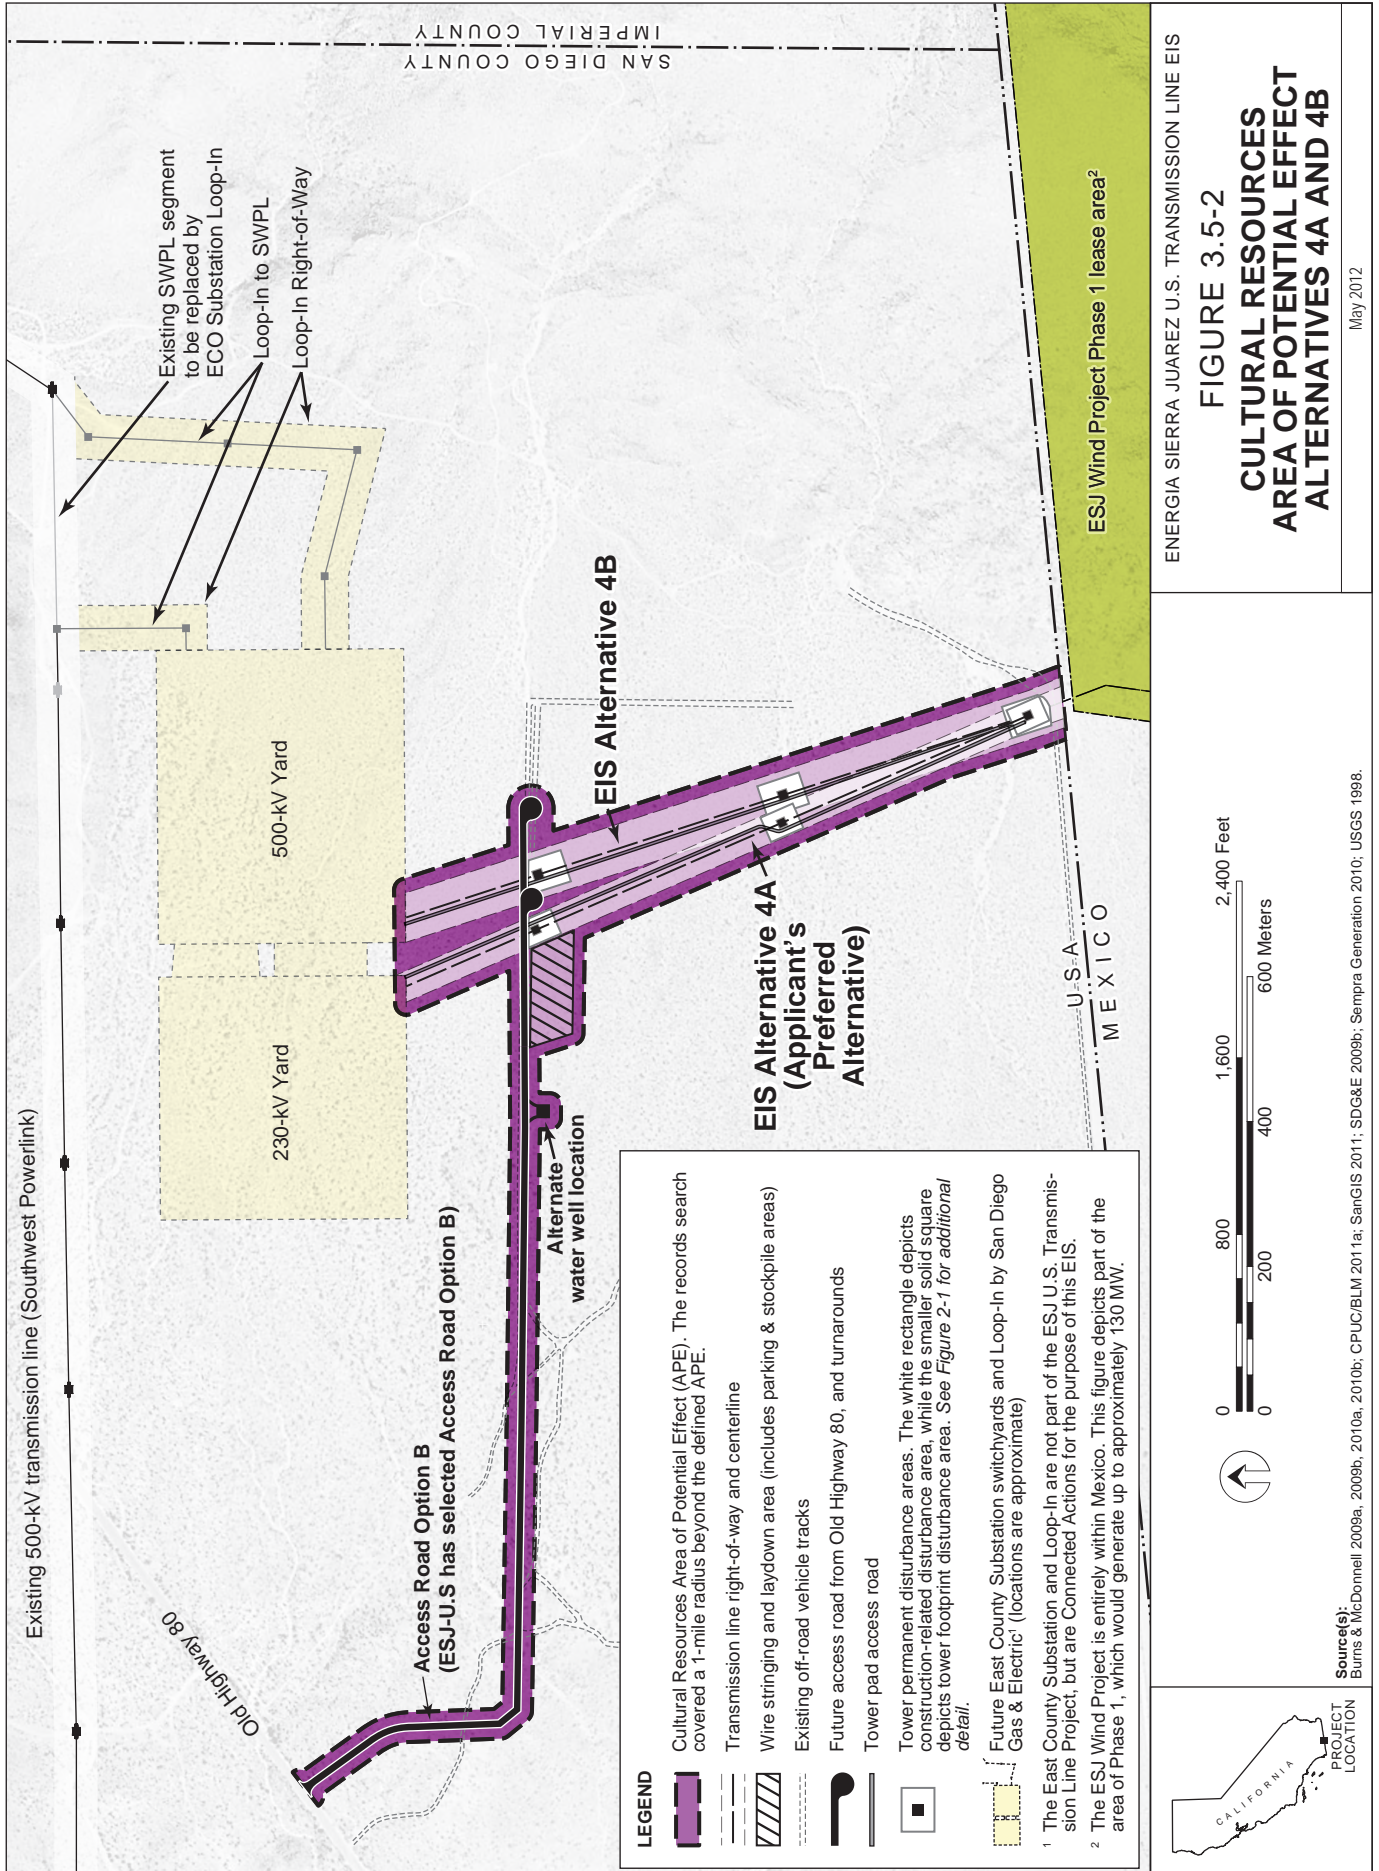 Existing 500-kV transmission line (Southwest Powerlink)
Old Highway 80
Existing SWPL segment
to be replaced by
ECO Substation Loop-In
Loop-In to SWPL
Loop-In Right-of-Way
SAN DIEGO COUNTY
IMPERIAL COUNTY
230-kV Yard
500-kV Yard
Access Road Option B
(ESJ-U.S has selected Access Road Option B)
Alternate
water well location
EIS Alternative 4B
EIS Alternative 4A
(Applicant's
Preferred
Alternative)
U S A
M E X I C O
ESJ Wind Project Phase 1 lease area²
LEGEND
Cultural Resources Area of Potential Effect (APE). The records search
covered a 1-mile radius beyond the defined APE.
Transmission line right-of-way and centerline
Wire stringing and laydown area (includes parking & stockpile areas)
Existing off-road vehicle tracks
Future access road from Old Highway 80, and turnarounds
Tower pad access road
Tower permanent disturbance areas. The white rectangle depicts
construction-related disturbance area, while the smaller solid square
depicts tower footprint disturbance area. See Figure 2-1 for additional
detail.
Future East County Substation switchyards and Loop-In by San Diego
Gas & Electric¹ (locations are approximate)
¹ The East County Substation and Loop-In are not part of the ESJ U.S. Transmis-
sion Line Project, but are Connected Actions for the purpose of this EIS.
² The ESJ Wind Project is entirely within Mexico. This figure depicts part of the
area of Phase 1, which would generate up to approximately 130 MW.
CALIFORNIA
PROJECT
LOCATION
0 800 1,600 2,400 Feet
0 200 400 600 Meters
Source(s):
Burns & McDonnell 2009a, 2009b, 2010a, 2010b; CPUC/BLM 2011a; SanGIS 2011; SDG&E 2009b; Sempra Generation 2010; USGS 1998.
ENERGIA SIERRA JUAREZ U.S. TRANSMISSION LINE EIS
FIGURE 3.5-2
CULTURAL RESOURCES
AREA OF POTENTIAL EFFECT
ALTERNATIVES 4A AND 4B
May 2012